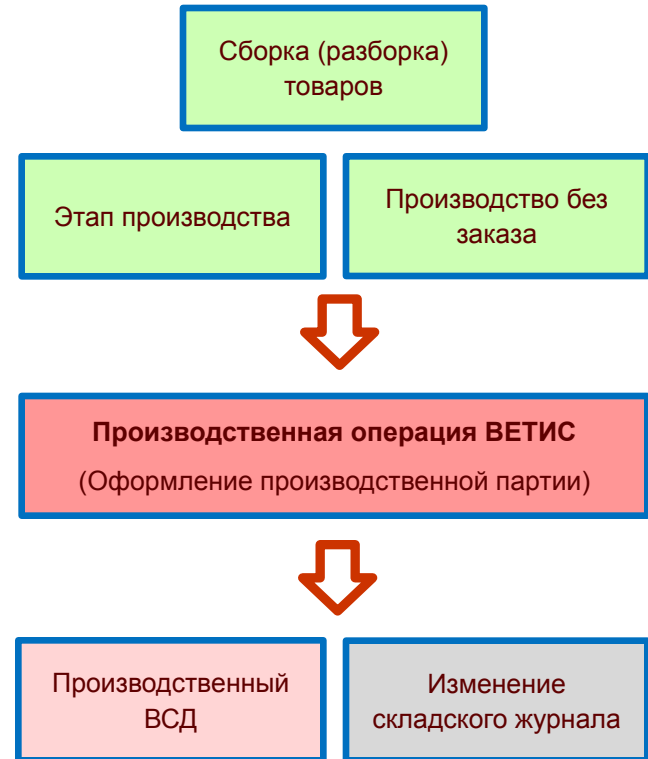 Сборка (разборка)
товаров
Этап производства
Производство без
заказа
Производственная операция ВЕТИС
(Оформление производственной партии)
Производственный
ВСД
Изменение
складского журнала